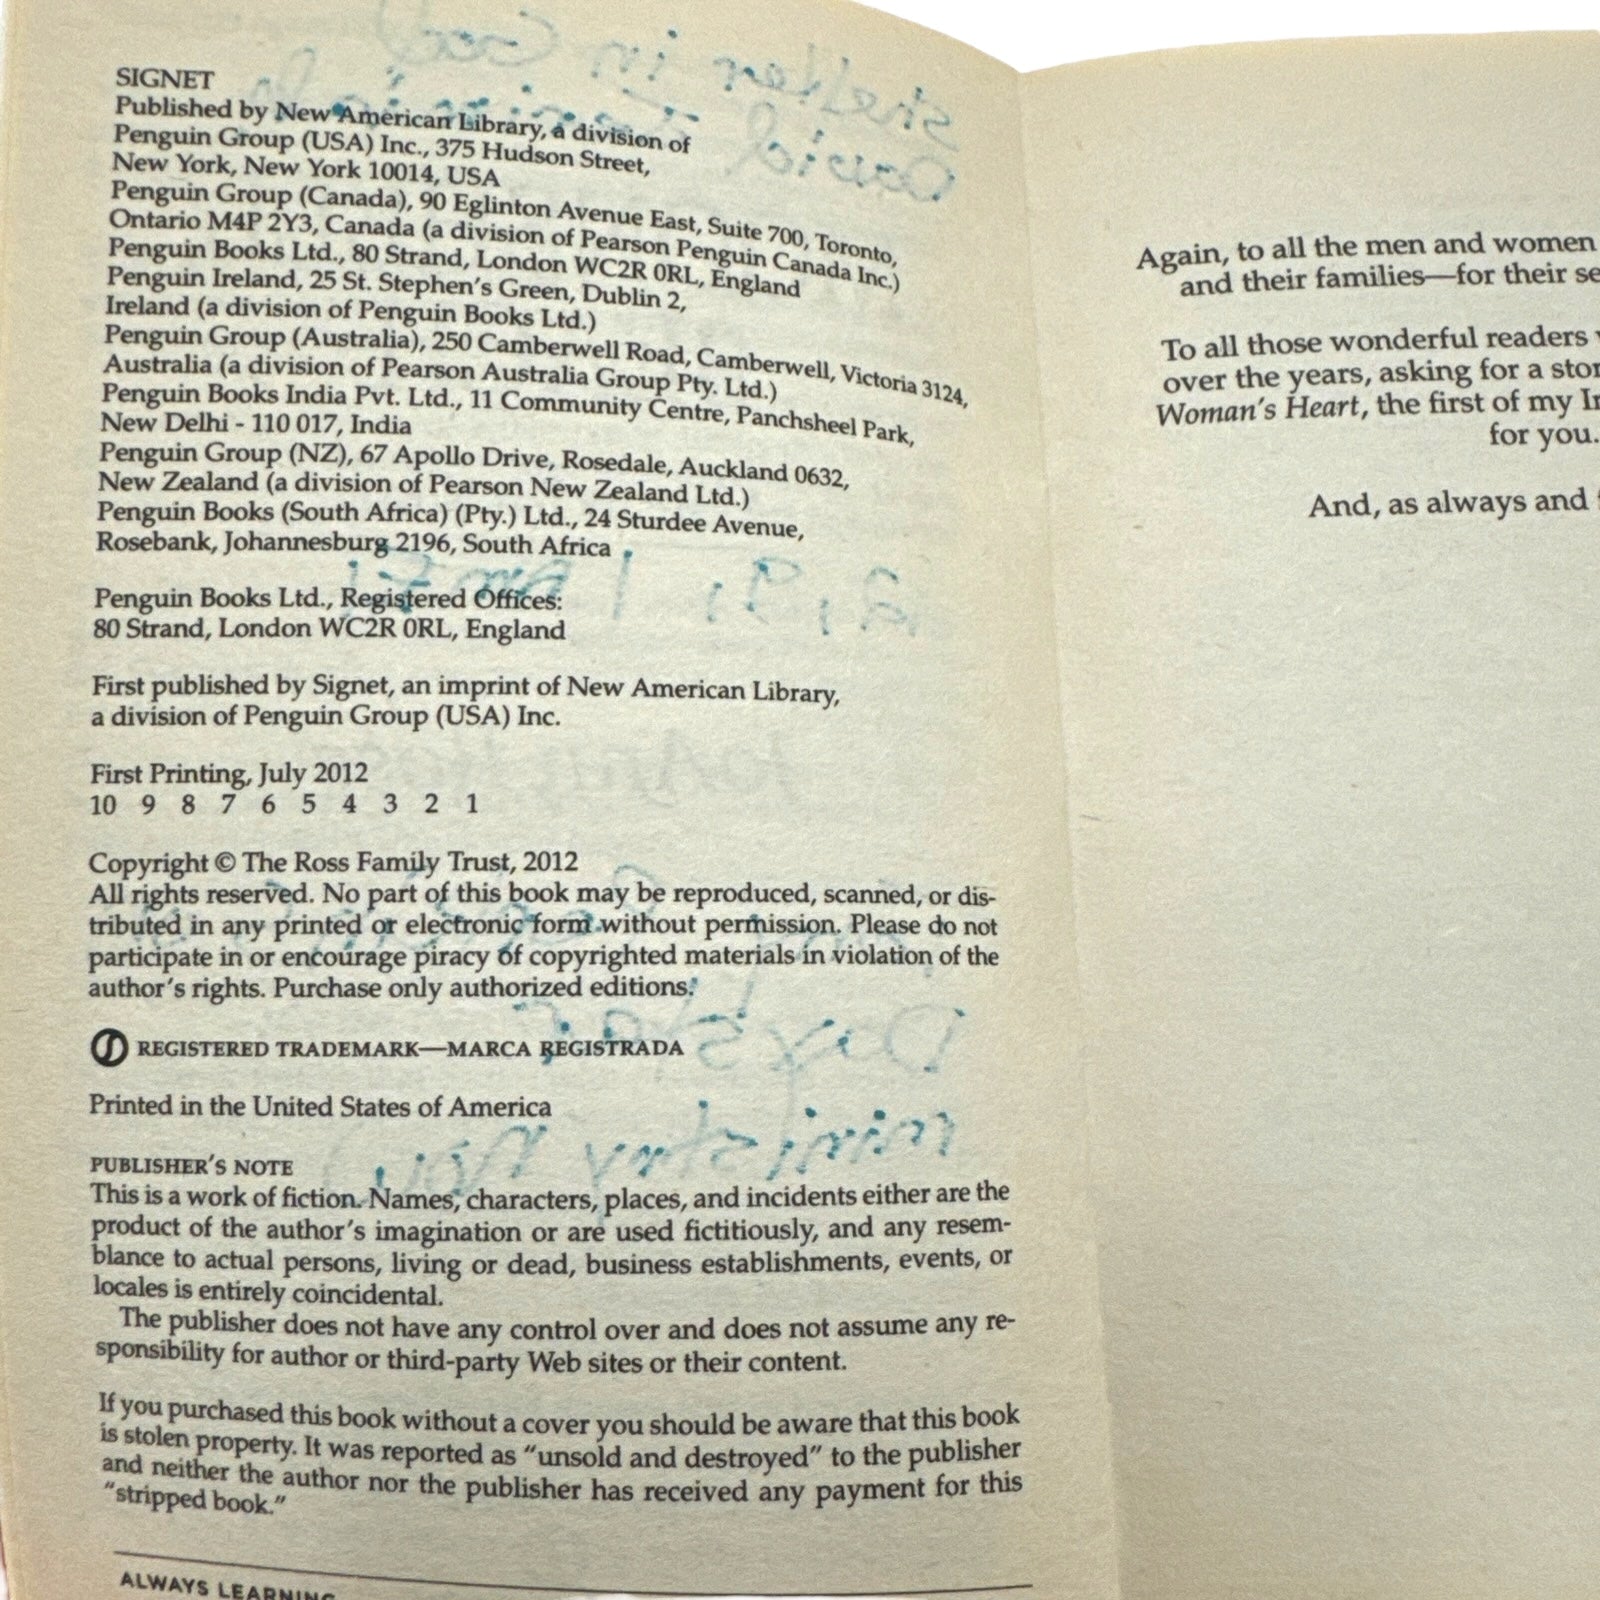 SIGNET
Published by New American Library, a division of
Penguin Group (USA) Inc., 375 Hudson Street,
New York, New York 10014, USA
Penguin Group (Canada), 90 Eglinton Avenue East, Suite 700, Toronto,
Ontario M4P 2Y3, Canada (a division of Pearson Penguin Canada Inc.)
Penguin Books Ltd., 80 Strand, London WC2R 0RL, England
Penguin Ireland, 25 St. Stephen's Green, Dublin 2,
Ireland (a division of Penguin Books Ltd.)
Penguin Group (Australia), 250 Camberwell Road, Camberwell, Victoria 3124,
Australia (a division of Pearson Australia Group Pty. Ltd.)
Penguin Books India Pvt. Ltd., 11 Community Centre, Panchsheel Park,
New Delhi - 110 017, India
Penguin Group (NZ), 67 Apollo Drive, Rosedale, Auckland 0632,
New Zealand (a division of Pearson New Zealand Ltd.)
Penguin Books (South Africa) (Pty.) Ltd., 24 Sturdee Avenue,
Rosebank, Johannesburg 2196, South Africa
Penguin Books Ltd., Registered Offices:
80 Strand, London WC2R 0RL, England
First published by Signet, an imprint of New American Library,
a division of Penguin Group (USA) Inc.
First Printing, July 2012
10 9 8 7 6 5 4 3 2 1
Copyright © The Ross Family Trust, 2012
All rights reserved. No part of this book may be reproduced, scanned, or dis-
tributed in any printed or electronic form without permission. Please do not
participate in or encourage piracy of copyrighted materials in violation of the
author's rights. Purchase only authorized editions.
REGISTERED TRADEMARK—MARCA REGISTRADA
Printed in the United States of America
PUBLISHER'S NOTE
This is a work of fiction. Names, characters, places, and incidents either are the
product of the author's imagination or are used fictitiously, and any resem-
blance to actual persons, living or dead, business establishments, events, or
locales is entirely coincidental.
The publisher does not have any control over and does not assume any re-
sponsibility for author or third-party Web sites or their content.
If you purchased this book without a cover you should be aware that this book
is stolen property. It was reported as "unsold and destroyed" to the publisher
and neither the author nor the publisher has received any payment for this
"stripped book."
ALWAYS LEARNING
Again, to all the men and women
and their families—for their se
To all those wonderful readers
over the years, asking for a stor
Woman's Heart, the first of my Ir
for you.
And, as always and